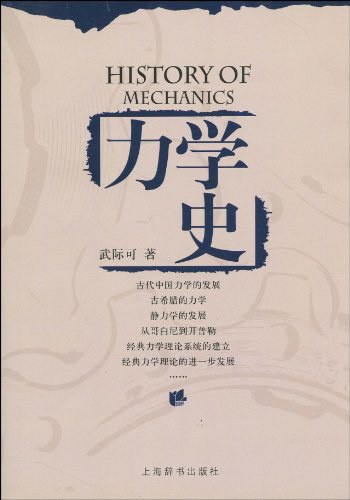 HISTORY OF
MECHANICS
力学
史
武际可 著
古代中国力学的发展
古希腊的力学
静力学的发展
从哥白尼到开普勒
经典力学理论系统的建立
经典力学理论的进一步发展
……
上海辞书出版社